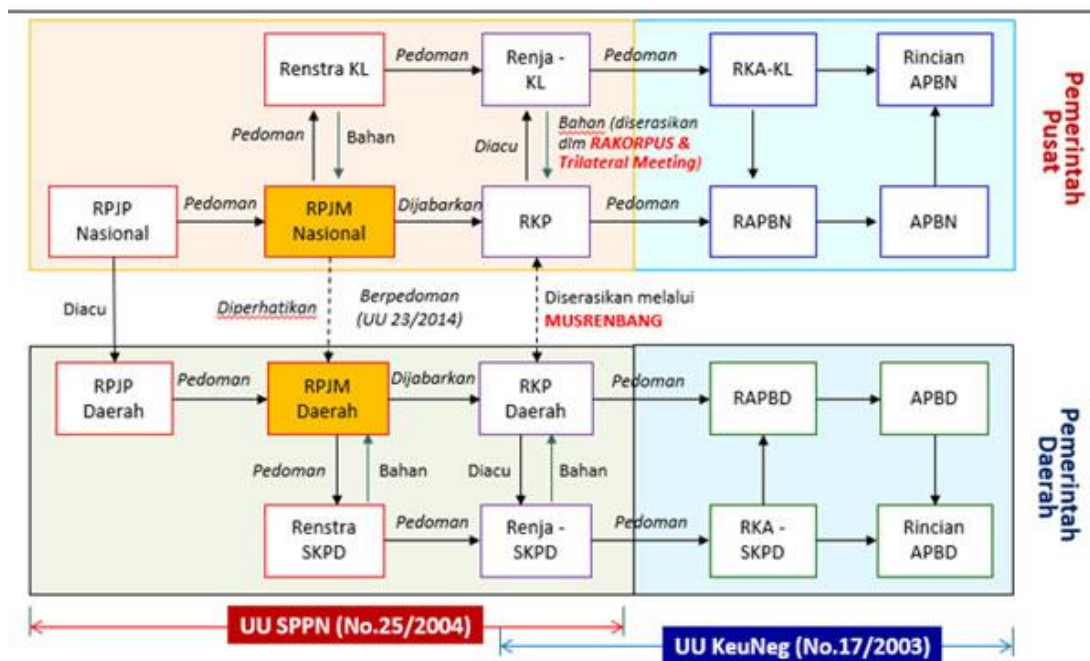 Renstra KL
Pedoman
Renja -
KL
Pedoman
RKA-KL
Rincian
APBN
Pedoman
Bahan
Diacu
Bahan (diserasikan
dlm RAKORPUS &
Trilateral Meeting)
RPJP
Nasional
Pedoman
RPJM
Nasional
Dijabarkan
RKP
Pedoman
RAPBN
APBN
Pemerintah
Pusat
Diacu
Diperhatikan
Berpedoman
(UU 23/2014)
Diserasikan melalui
MUSRENBANG
RPJP
Daerah
Pedoman
RPJM
Daerah
Dijabarkan
RKP
Daerah
Pedoman
RAPBD
APBD
Pedoman
Bahan
Diacu
Bahan
Renstra
SKPD
Pedoman
Renja -
SKPD
Pedoman
RKA -
SKPD
Rincian
APBD
Pemerintah
Daerah
UU SPPN (No.25/2004)
UU KeuNeg (No.17/2003)